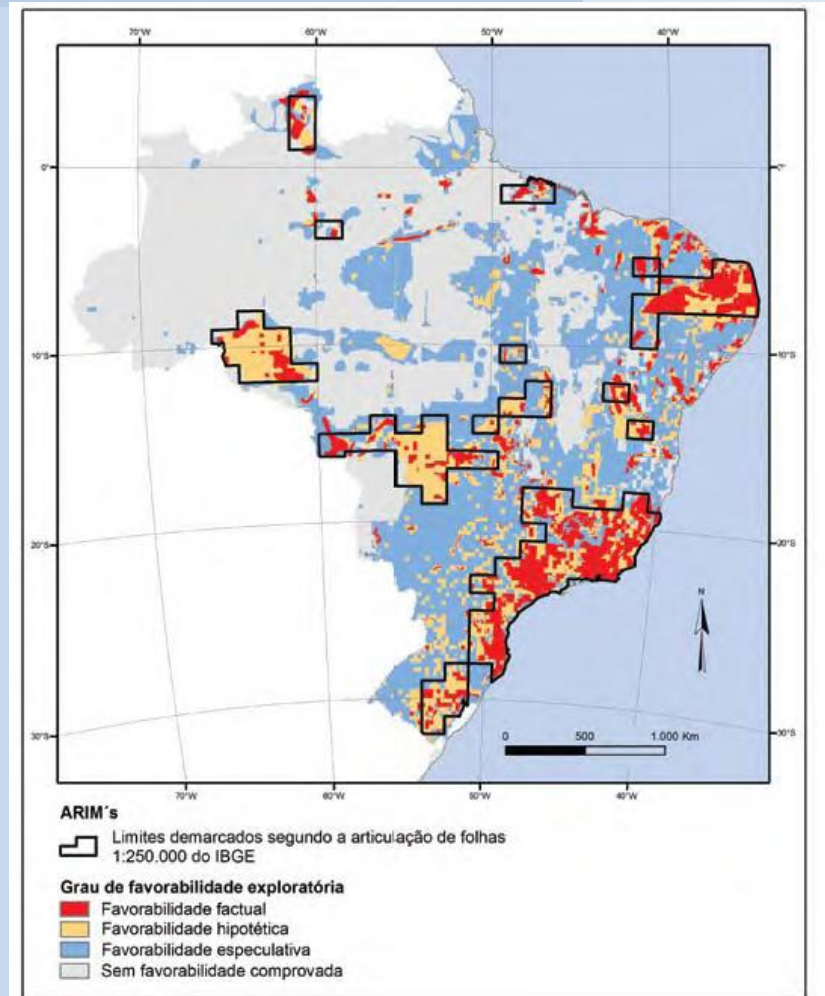 70°W 60°W 50°W 40°W
0° 0°
10°S 10°S
20°S 20°S
N
0 500 1.000 Km
30°S 30°S
70°W 60°W 50°W 40°W
ARIM´s
Limites demarcados segundo a articulação de folhas
1:250.000 do IBGE
Grau de favorabilidade exploratória
Favorabilidade factual
Favorabilidade hipotética
Favorabilidade especulativa
Sem favorabilidade comprovada